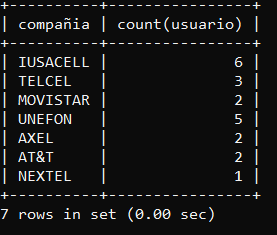 +----------+----------------+
| compañia | count(usuario) |
+----------+----------------+
| IUSACELL |              6 |
| TELCEL   |              3 |
| MOVISTAR |              2 |
| UNEFON   |              5 |
| AXEL     |              2 |
| AT&T     |              2 |
| NEXTEL   |              1 |
+----------+----------------+
7 rows in set (0.00 sec)